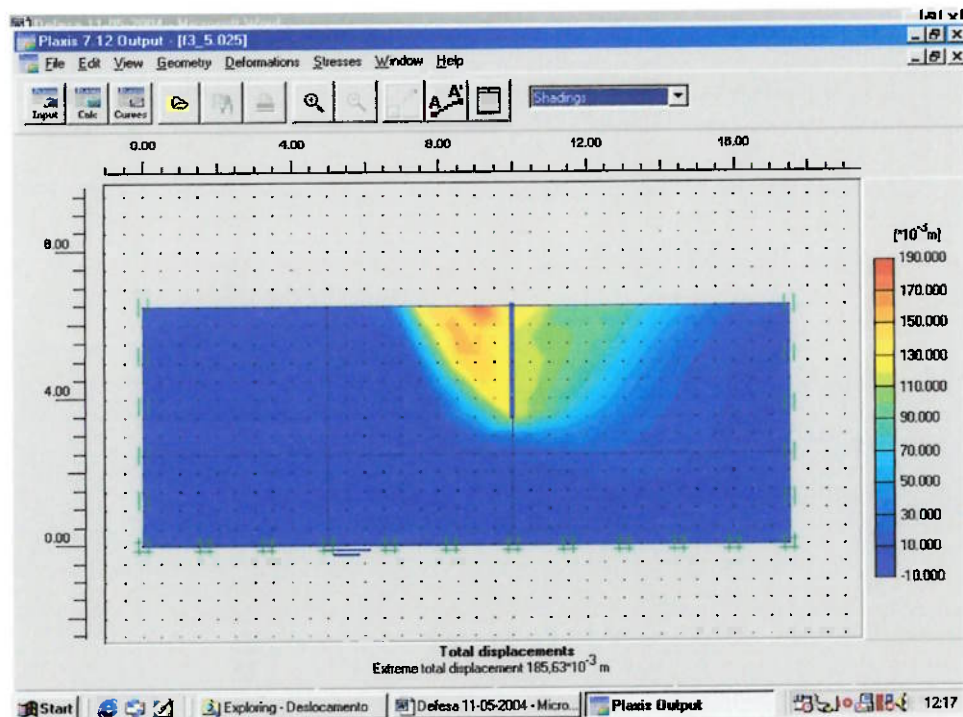 Plaxis 7.12 Output - [f3_5.025]
File Edit View Geometry Deformations Stresses Window Help
Input Calc Curves A A' Shadings
0.00 4.00 8.00 12.00 16.00
6.00
4.00
0.00
[*10⁻³m]
190.000
170.000
150.000
130.000
110.000
90.000
70.000
50.000
30.000
10.000
-10.000
Total displacements
Extreme total displacement 185,63*10⁻³ m
Start Exploring - Deslocamento Defesa 11-05-2004 - Micro... Plaxis Output 12:17